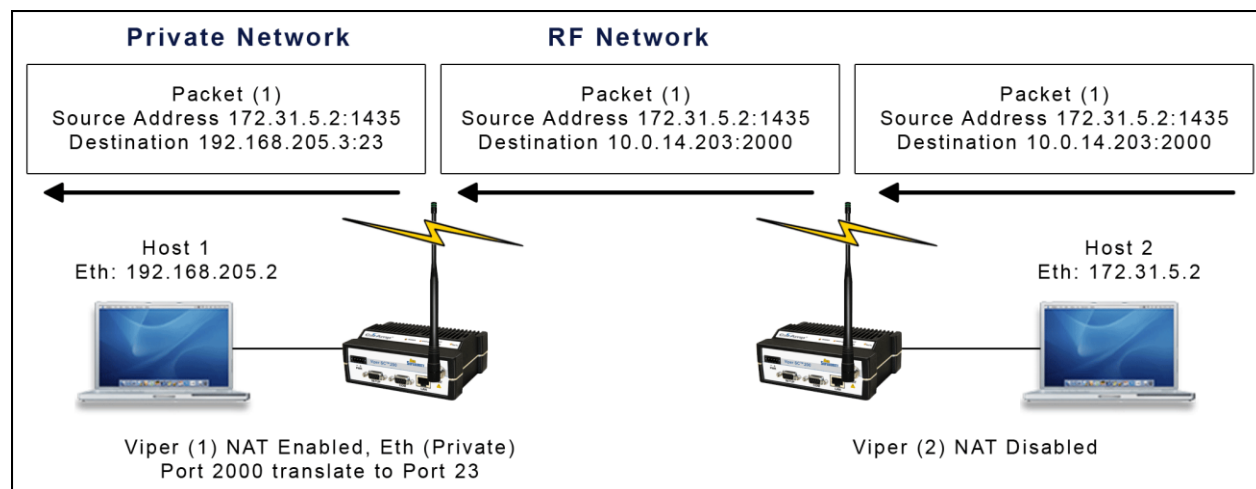 Private Network
RF Network
Packet (1)
Source Address 172.31.5.2:1435
Destination 192.168.205.3:23
Packet (1)
Source Address 172.31.5.2:1435
Destination 10.0.14.203:2000
Packet (1)
Source Address 172.31.5.2:1435
Destination 10.0.14.203:2000
Host 1
Eth: 192.168.205.2
Host 2
Eth: 172.31.5.2
Viper (1) NAT Enabled, Eth (Private)
Port 2000 translate to Port 23
Viper (2) NAT Disabled